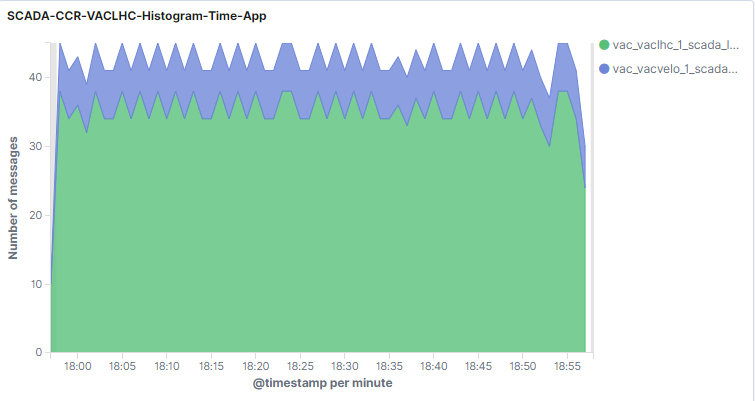 SCADA-CCR-VACLHC-Histogram-Time-App
vac_vaclhc_1_scada_l...
vac_vacvelo_1_scada...
Number of messages
40
30
20
10
0
18:00 18:05 18:10 18:15 18:20 18:25 18:30 18:35 18:40 18:45 18:50 18:55
@timestamp per minute